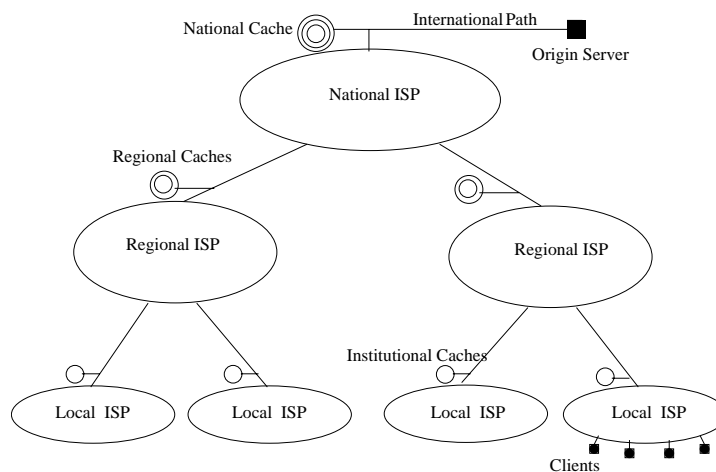 International Path
National Cache
Origin Server
National ISP
Regional Caches
Regional ISP
Regional ISP
Institutional Caches
Local ISP
Local ISP
Local ISP
Local ISP
Clients